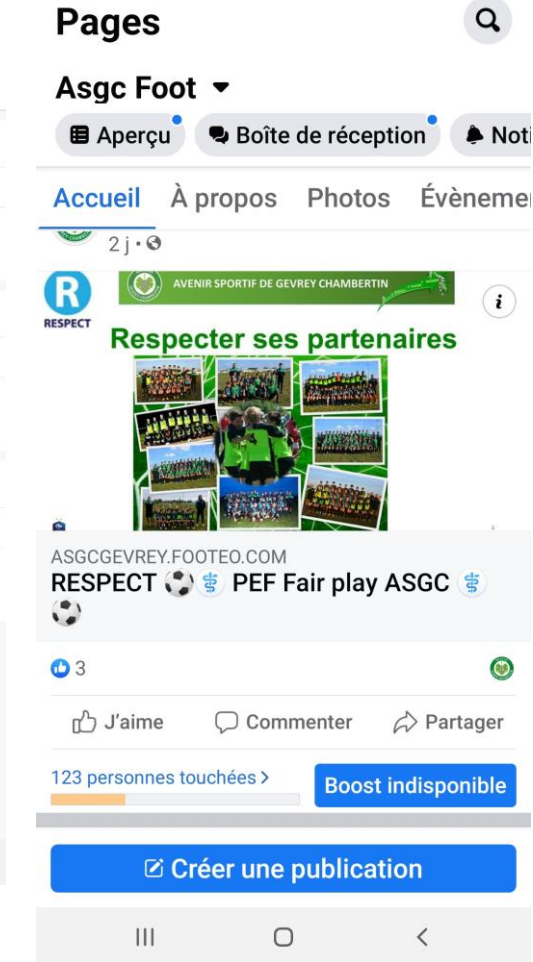 Pages
Asgc Foot
Aperçu Boîte de réception Noti
Accueil À propos Photos Évèneme
2 j
R
RESPECT
AVENIR SPORTIF DE GEVREY CHAMBERTIN
Respecter ses partenaires
ASGCGEVREY.FOOTEO.COM
RESPECT ⚽⚕ PEF Fair play ASGC ⚕
⚽
3
J'aime Commenter Partager
123 personnes touchées >
Boost indisponible
Créer une publication